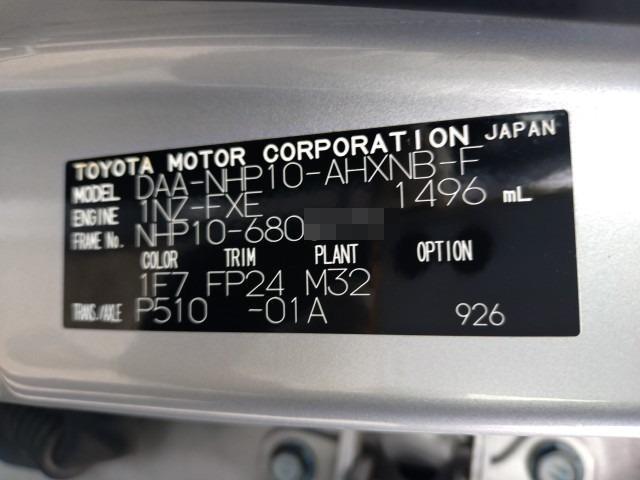 TOYOTA MOTOR CORPORATION JAPAN
MODEL DAA-NHP10-AHXNB-F
ENGINE 1NZ-FXE 1496 mL
FRAME No. NHP10-680
COLOR TRIM PLANT OPTION
1F7 FP24 M32
TRANS./AXLE P510 -01A 926